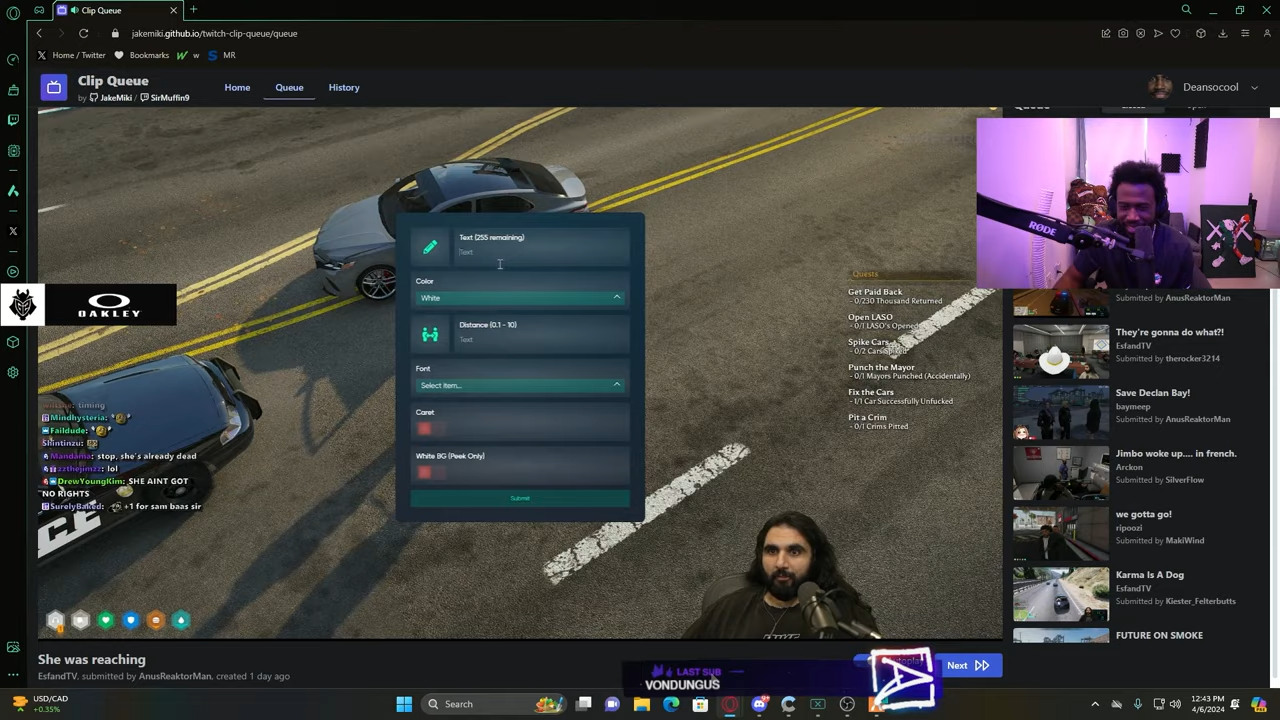 Clip Queue
jakemiki.github.io/twitch-clip-queue/queue
Home / Twitter
Bookmarks
w
MR
Clip Queue
by JakeMiki / SirMuffin9
Home
Queue
History
Deansocool
RØDE
OAKLEY
Text (255 remaining)
Text
Color
White
Distance (0.1 - 10)
Text
Font
Select item...
Caret
White BG (Peek Only)
Submit
Quests
Get Paid Back
- 0/230 Thousand Returned
Open LASO
- 0/1 LASO's Opened
Spike Cars
- 0/2 Cars Spiked
Punch the Mayor
- 0/1 Mayors Punched (Accidentally)
Fix the Cars
- 1/1 Car Successfully Unfucked
Pit a Crim
- 0/1 Crims Pitted
timing
Mindhysteria:
Faildude:
Shintinzu:
Mandama: stop, she's already dead
zzthejimzz: lol
DrewYoungKim: SHE AINT GOT
NO RIGHTS
SurelyBaked: +1 for sam baas sir
Submitted by AnusReaktorMan
They're gonna do what?!
EsfandTV
Submitted by therocker3214
Save Declan Bay!
baymeep
Submitted by AnusReaktorMan
Jimbo woke up.... in french.
Arckon
Submitted by SilverFlow
we gotta go!
ripoozi
Submitted by MakiWind
Karma Is A Dog
EsfandTV
Submitted by Kiester_Felterbutts
FUTURE ON SMOKE
She was reaching
EsfandTV, submitted by AnusReaktorMan, created 1 day ago
LAST SUB
VONDUNGUS
Next
USD/CAD
+0.35%
Search
12:43 PM
4/6/2024